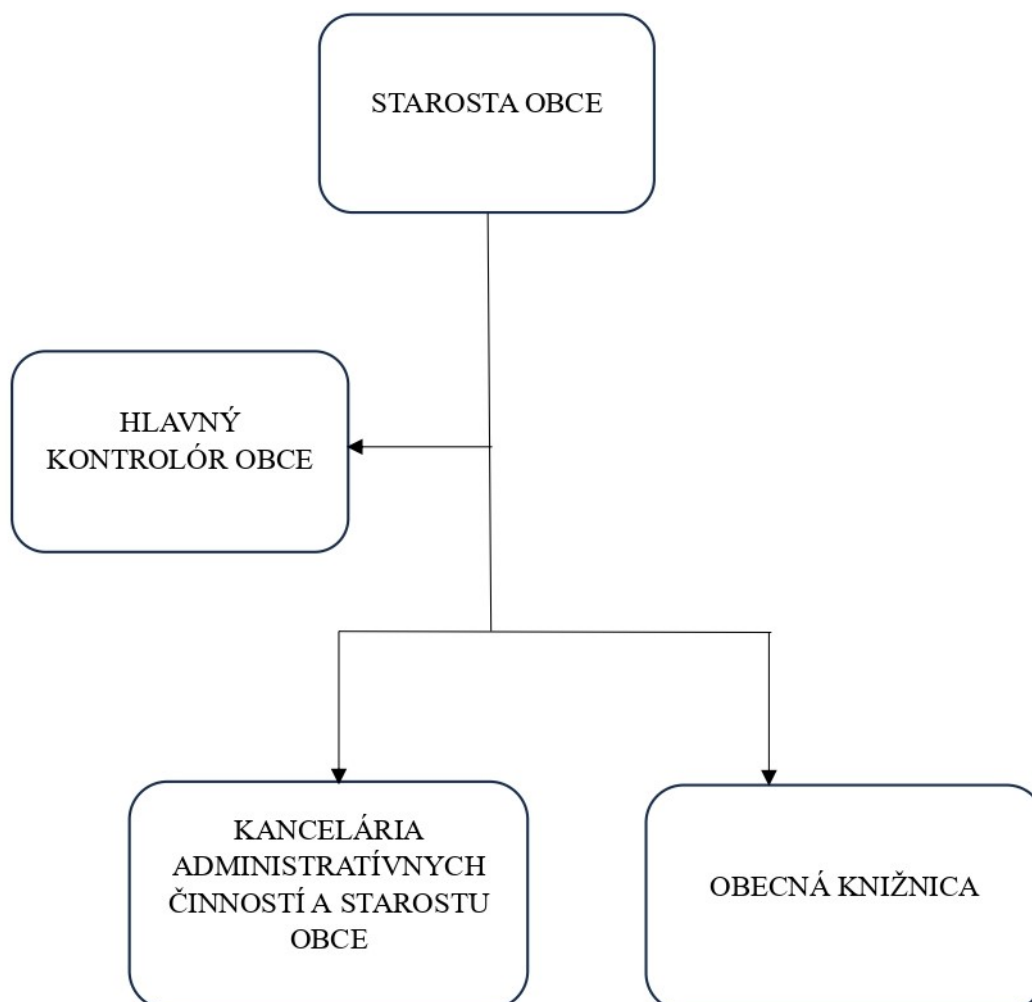 STAROSTA OBCE
HLAVNÝ
KONTROLÓR OBCE
KANCELÁRIA
ADMINISTRATÍVNYCH
ČINNOSTÍ A STAROSTU
OBCE
OBECNÁ KNIŽNICA